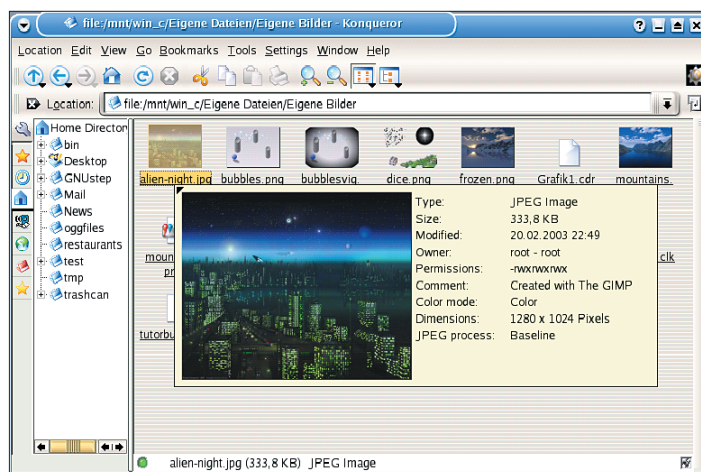 file:/mnt/win_c/Eigene Dateien/Eigene Bilder - Konqueror
Location Edit View Go Bookmarks Tools Settings Window Help
Location: file:/mnt/win_c/Eigene Dateien/Eigene Bilder
Home Director
bin
Desktop
GNUstep
Mail
News
oggfiles
restaurants
test
tmp
trashcan
alien-night.jpg bubbles.png bubblesvig. dice.png frozen.png Grafik1.cdr mountains.
moun
pr
clk
tutorbu
Type: JPEG Image
Size: 333,8 KB
Modified: 20.02.2003 22:49
Owner: root - root
Permissions: -rwxrwxrwx
Comment: Created with The GIMP
Color mode: Color
Dimensions: 1280 x 1024 Pixels
JPEG process: Baseline
alien-night.jpg (333,8 KB) JPEG Image